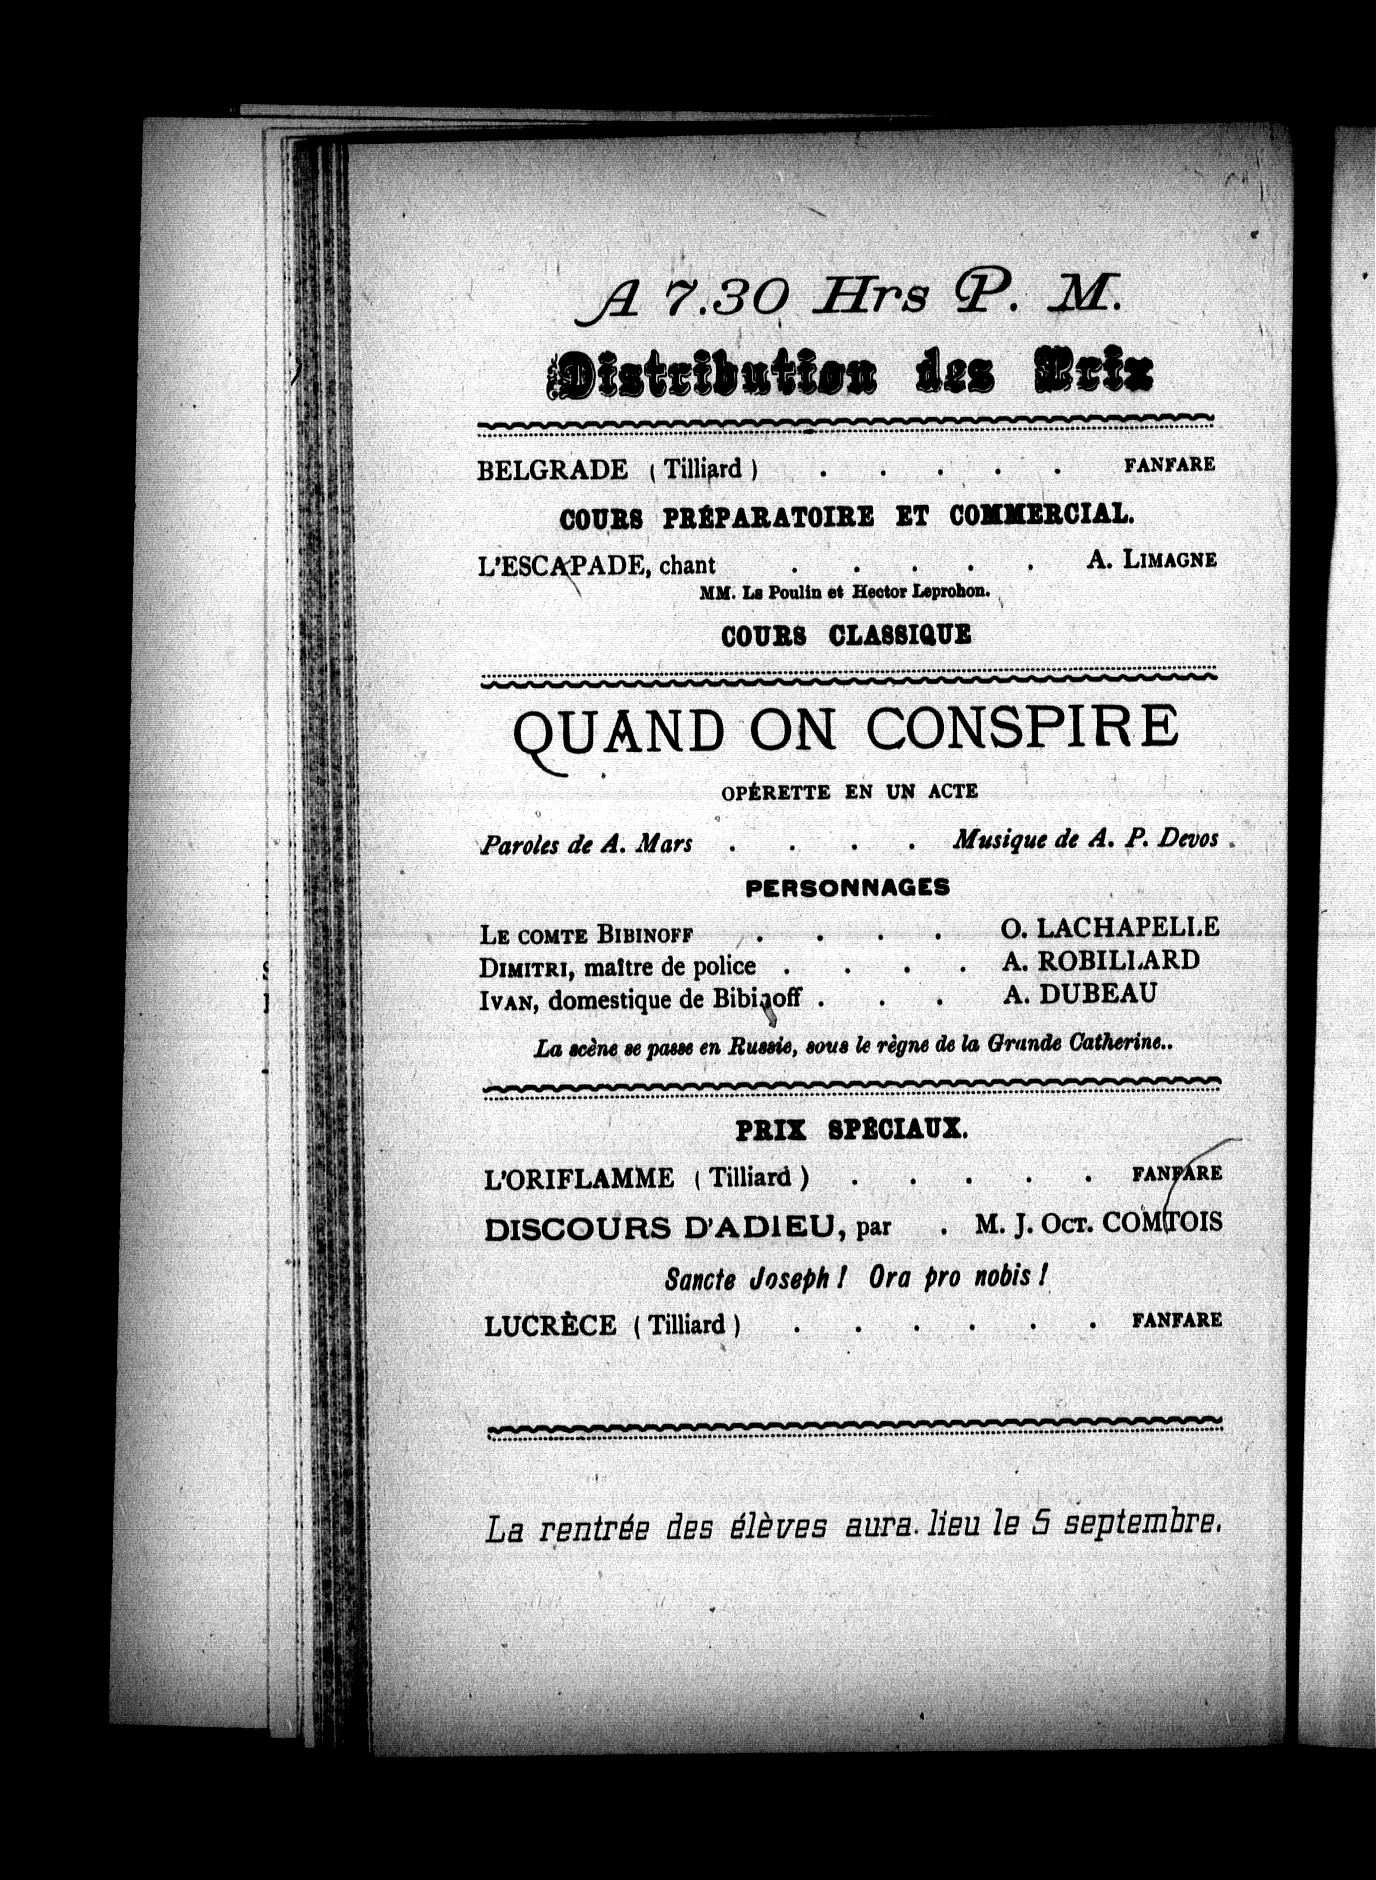 A 7.30 Hrs P. M.
Distribution des Prix
BELGRADE ( Tilliard ) . . . . . FANFARE
COURS PRÉPARATOIRE ET COMMERCIAL.
L'ESCAPADE, chant . . . . . A. LIMAGNE
MM. Ls Poulin et Hector Leprohon.
COURS CLASSIQUE
QUAND ON CONSPIRE
OPÉRETTE EN UN ACTE
Paroles de A. Mars . . . . Musique de A. P. Devos .
PERSONNAGES
LE COMTE BIBINOFF . . . . O. LACHAPELLE
DIMITRI, maître de police . . . . A. ROBILLARD
IVAN, domestique de Bibinoff . . . A. DUBEAU
La scène se passe en Russie, sous le règne de la Grande Catherine..
PRIX SPÉCIAUX.
L'ORIFLAMME ( Tilliard ) . . . . . FANFARE
DISCOURS D'ADIEU, par . M. J. OCT. COMTOIS
Sancte Joseph ! Ora pro nobis !
LUCRÈCE ( Tilliard ) . . . . . . FANFARE
La rentrée des élèves aura lieu le 5 septembre.